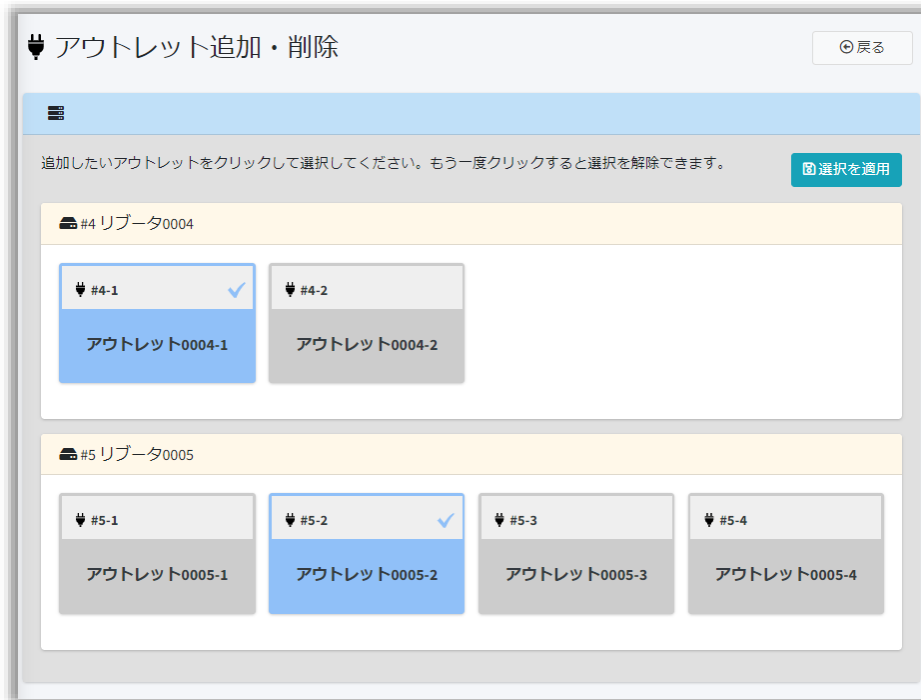 アウトレット追加・削除
戻る
追加したいアウトレットをクリックして選択してください。もう一度クリックすると選択を解除できます。
選択を適用
#4 リブータ0004
#4-1
#4-2
アウトレット0004-1
アウトレット0004-2
#5 リブータ0005
#5-1
#5-2
#5-3
#5-4
アウトレット0005-1
アウトレット0005-2
アウトレット0005-3
アウトレット0005-4